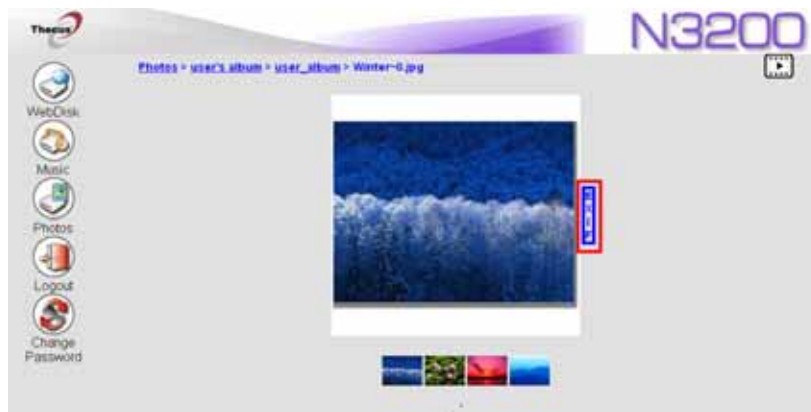 Thecus
N3200
Photos > user's album > user_album > Winter-0.jpg
WebDisk
Music
Photos
Logout
Change
Password